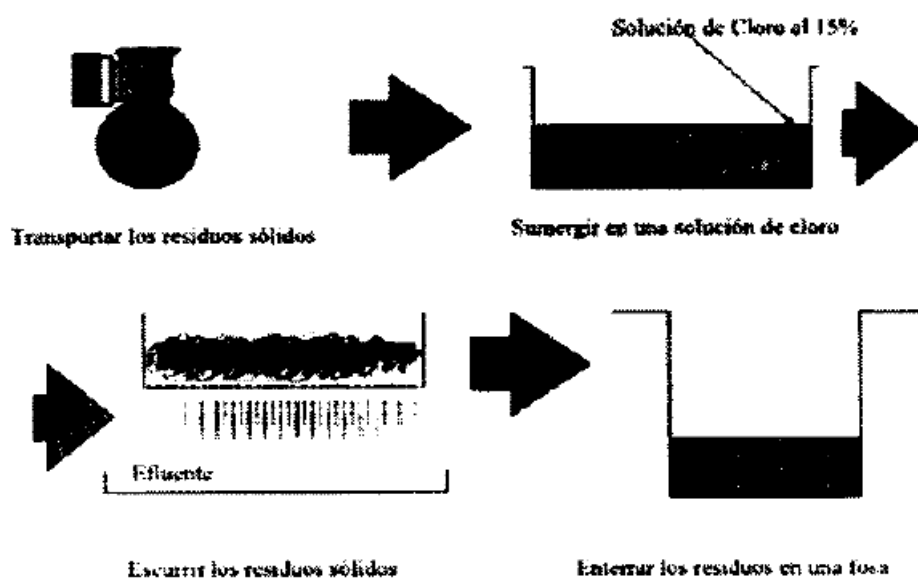 Solución de Cloro al 15%
Transportar los residuos sólidos
Sumergir en una solución de cloro
Efluente
Escurrir los residuos sólidos
Enterrar los residuos en una fosa